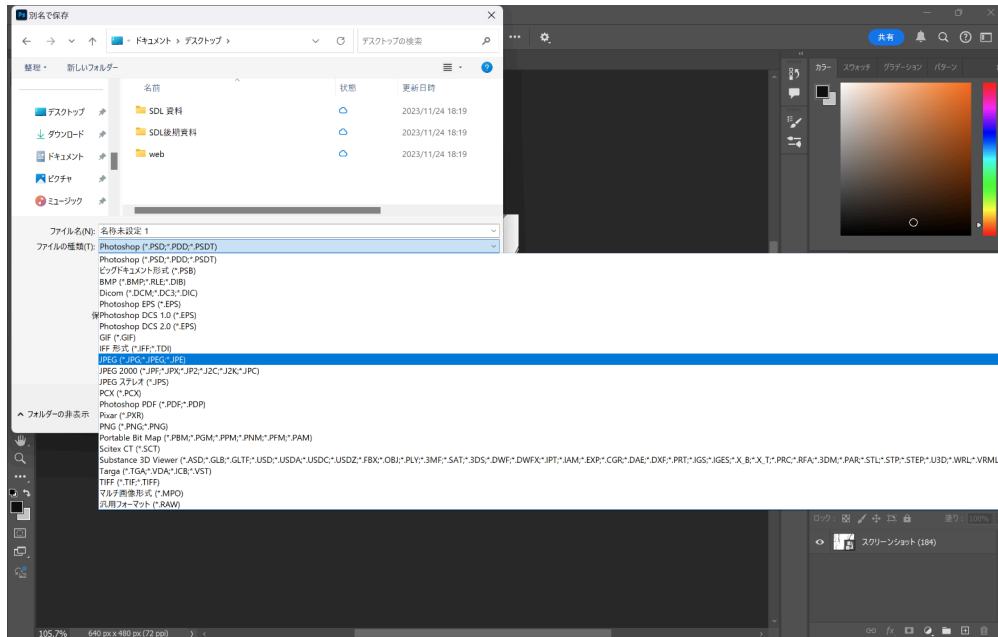 Ps 別名で保存
ドキュメント › デスクトップ ›
デスクトップの検索
整理
新しいフォルダー
名前 状態 更新日時
デスクトップ
ダウンロード
ドキュメント
ピクチャ
ミュージック
SDL 資料 2023/11/24 18:19
SDL後期資料 2023/11/24 18:19
web 2023/11/24 18:19
ファイル名(N): 名称未設定 1
ファイルの種類(T): Photoshop (*.PSD;*.PDD;*.PSDT)
Photoshop (*.PSD;*.PDD;*.PSDT)
ビッグドキュメント形式 (*.PSB)
BMP (*.BMP;*.RLE;*.DIB)
Dicom (*.DCM;*.DC3;*.DIC)
Photoshop EPS (*.EPS)
保
Photoshop DCS 1.0 (*.EPS)
Photoshop DCS 2.0 (*.EPS)
GIF (*.GIF)
IFF 形式 (*.IFF;*.TDI)
JPEG (*.JPG;*.JPEG;*.JPE)
JPEG 2000 (*.JPF;*.JPX;*.JP2;*.J2C;*.J2K;*.JPC)
JPEG ステレオ (*.JPS)
PCX (*.PCX)
Photoshop PDF (*.PDF;*.PDP)
Pixar (*.PXR)
PNG (*.PNG;*.PNG)
Portable Bit Map (*.PBM;*.PGM;*.PPM;*.PNM;*.PFM;*.PAM)
Scitex CT (*.SCT)
Substance 3D Viewer (*.ASD;*.GLB;*.GLTF;*.USD;*.USDA;*.USDC;*.USDZ;*.FBX;*.OBJ;*.PLY;*.3MF;*.SAT;*.3DS;*.DWF;*.DWFX;*.IPT;*.IAM;*.EXP;*.CGR;*.DAE;*.DXF;*.PRT;*.IGS;*.IGES;*.X_B;*.X_T;*.PRC;*.RFA;*.3DM;*.PAR;*.STL;*.STP;*.STEP;*.U3D;*.WRL;*.VRML
Targa (*.TGA;*.VDA;*.ICB;*.VST)
TIFF (*.TIF;*.TIFF)
マルチ画像形式 (*.MPO)
汎用フォーマット (*.RAW)
フォルダーの非表示
共有
カラー スウォッチ グラデーション パターン
ロック: 塗り: 100%
スクリーンショット (184)
fx
105.7% 640 px x 480 px (72 ppi)